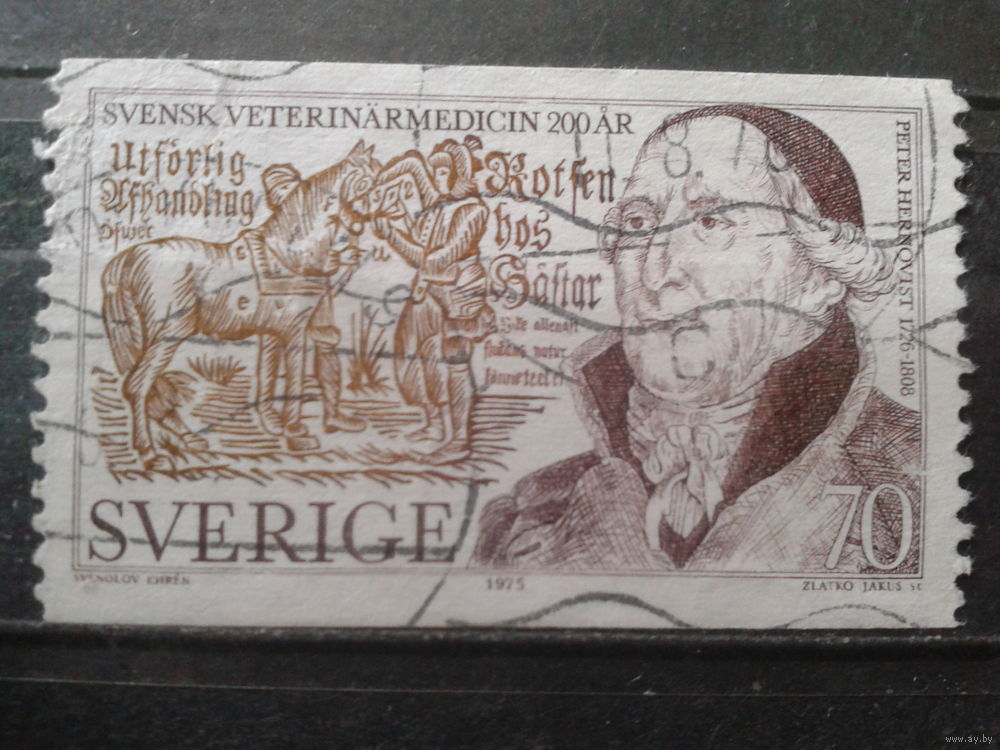 SVENSK VETERINÄRMEDICIN 200 ÅR
Utförlig
Afhandling
Öfwer
Rotsen
hos
Hästar
PETER HERNQVIST 1726-1808
SVERIGE
70
SVENOLOV EHRÉN
1975
ZLATKO JAKUS SC
www.ay.by